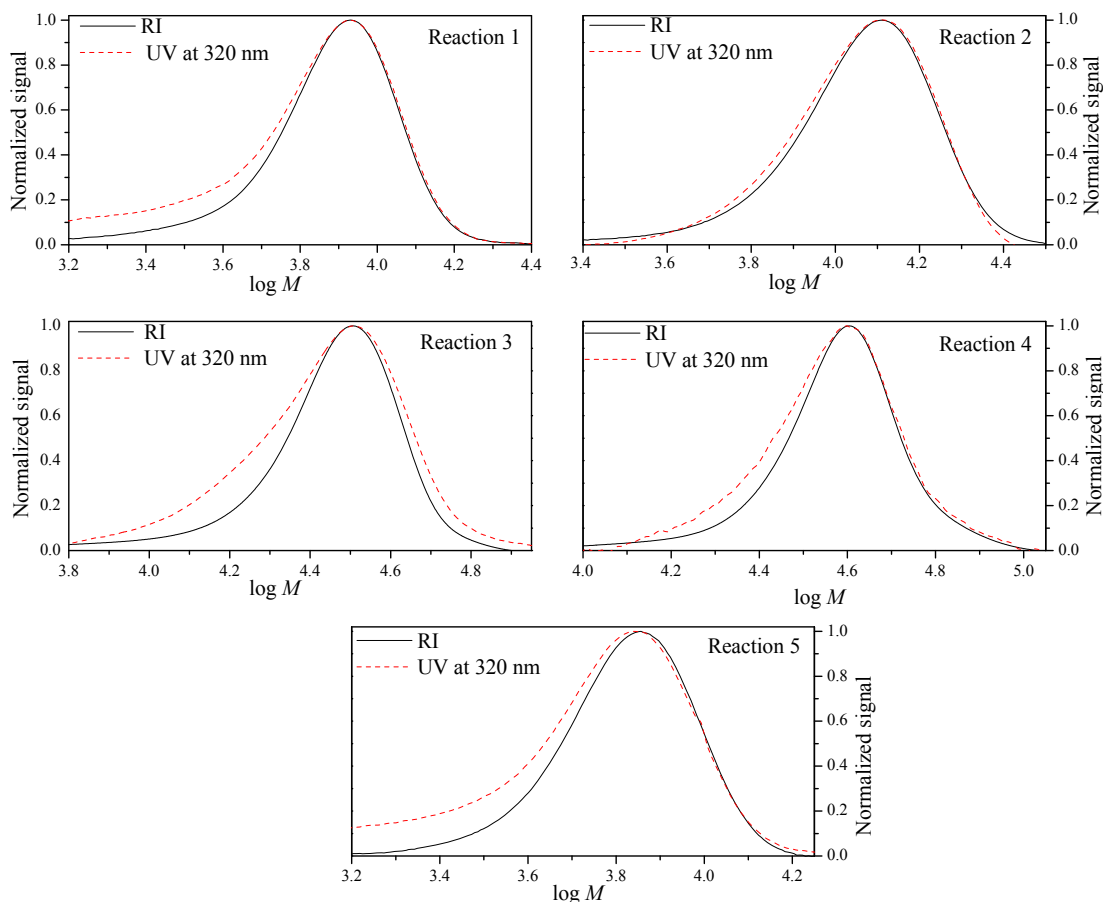 RI
UV at 320 nm
Reaction 1
Normalized signal
1.0
0.8
0.6
0.4
0.2
0.0
3.2 3.4 3.6 3.8 4.0 4.2 4.4
log M
RI
UV at 320 nm
Reaction 2
Normalized signal
1.0
0.8
0.6
0.4
0.2
0.0
3.4 3.6 3.8 4.0 4.2 4.4
log M
RI
UV at 320 nm
Reaction 3
Normalized signal
1.0
0.8
0.6
0.4
0.2
0.0
3.8 4.0 4.2 4.4 4.6 4.8
log M
RI
UV at 320 nm
Reaction 4
Normalized signal
1.0
0.8
0.6
0.4
0.2
0.0
4.0 4.2 4.4 4.6 4.8 5.0
log M
RI
UV at 320 nm
Reaction 5
Normalized signal
1.0
0.8
0.6
0.4
0.2
0.0
3.2 3.4 3.6 3.8 4.0 4.2
log M